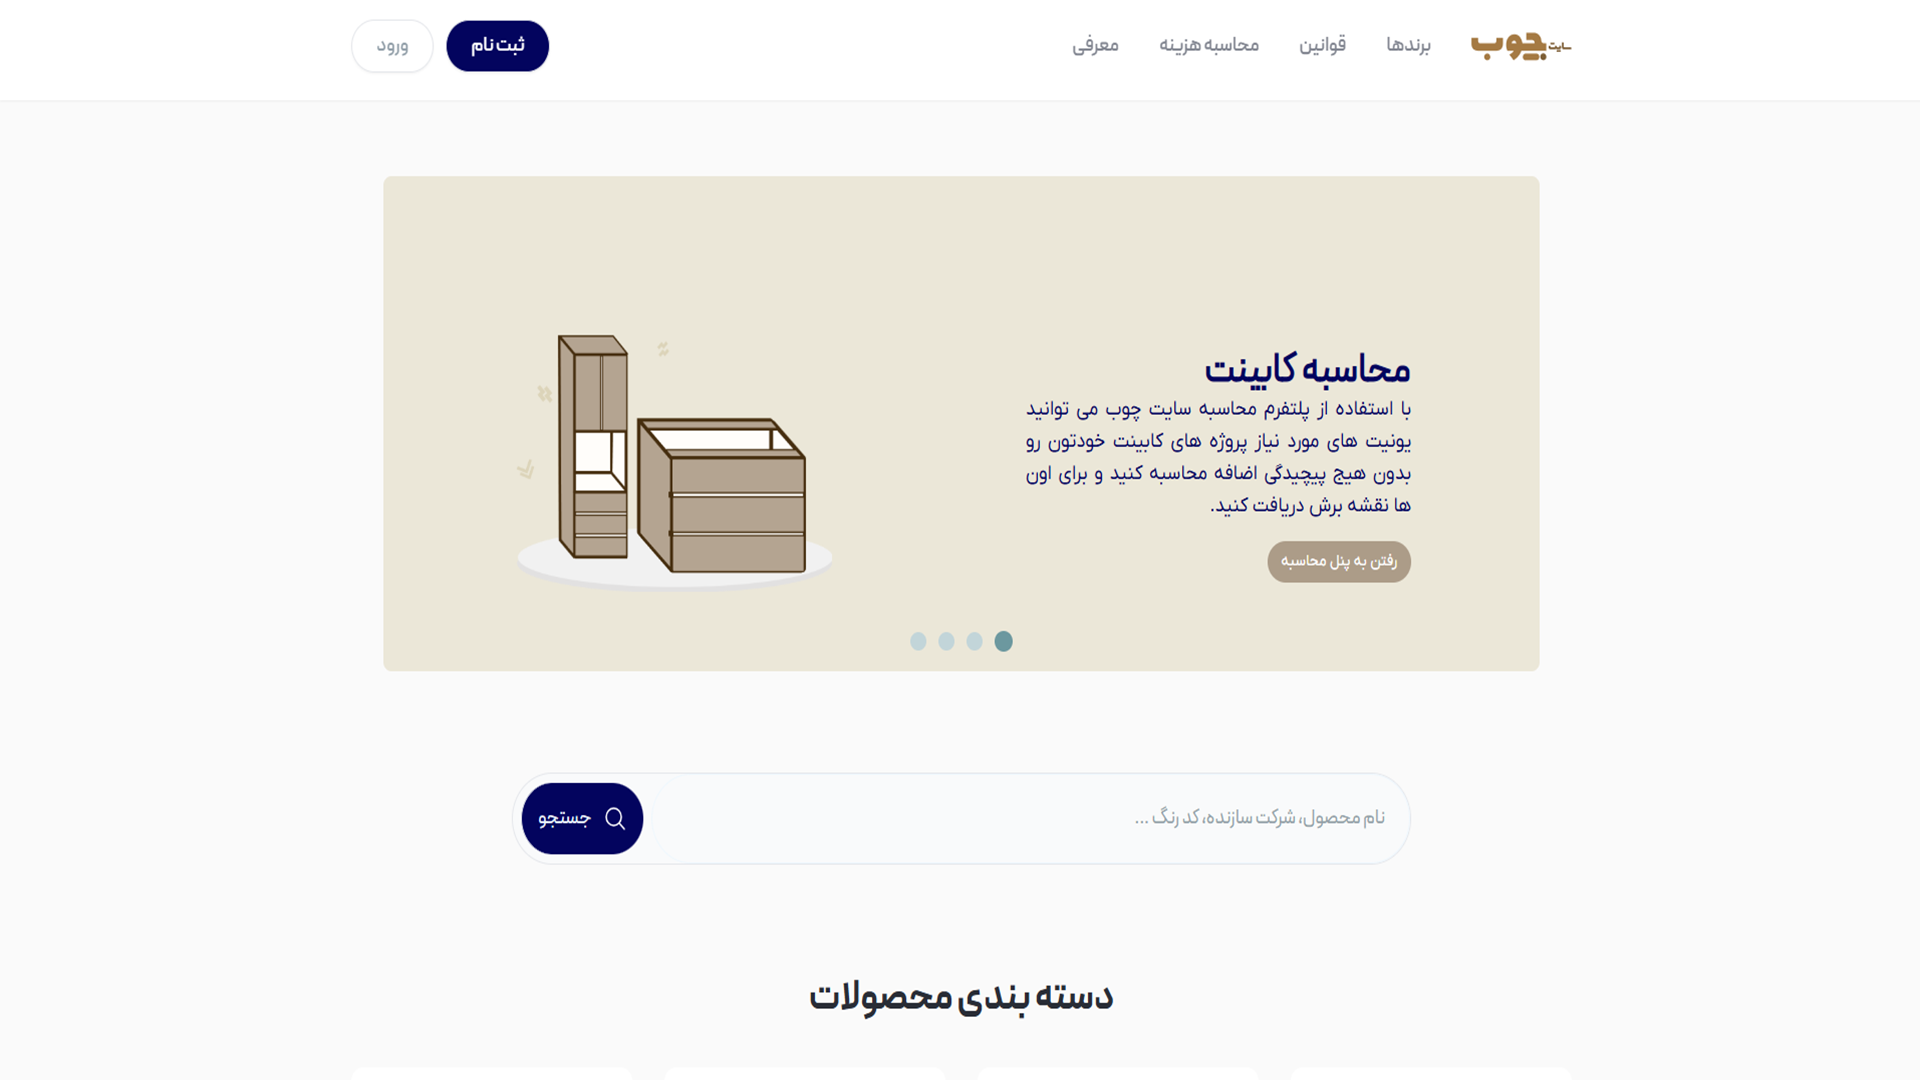 سایت چوب
برندها
قوانین
محاسبه هزینه
معرفی
ثبت نام
ورود
محاسبه کابینت
با استفاده از پلتفرم محاسبه سایت چوب می توانید
یونیت های مورد نیاز پروژه های کابینت خودتون رو
بدون هیچ پیچیدگی اضافه محاسبه کنید و برای اون
ها نقشه برش دریافت کنید.
رفتن به پنل محاسبه
نام محصول، شرکت سازنده، کد رنگ ...
جستجو
دسته بندی محصولات